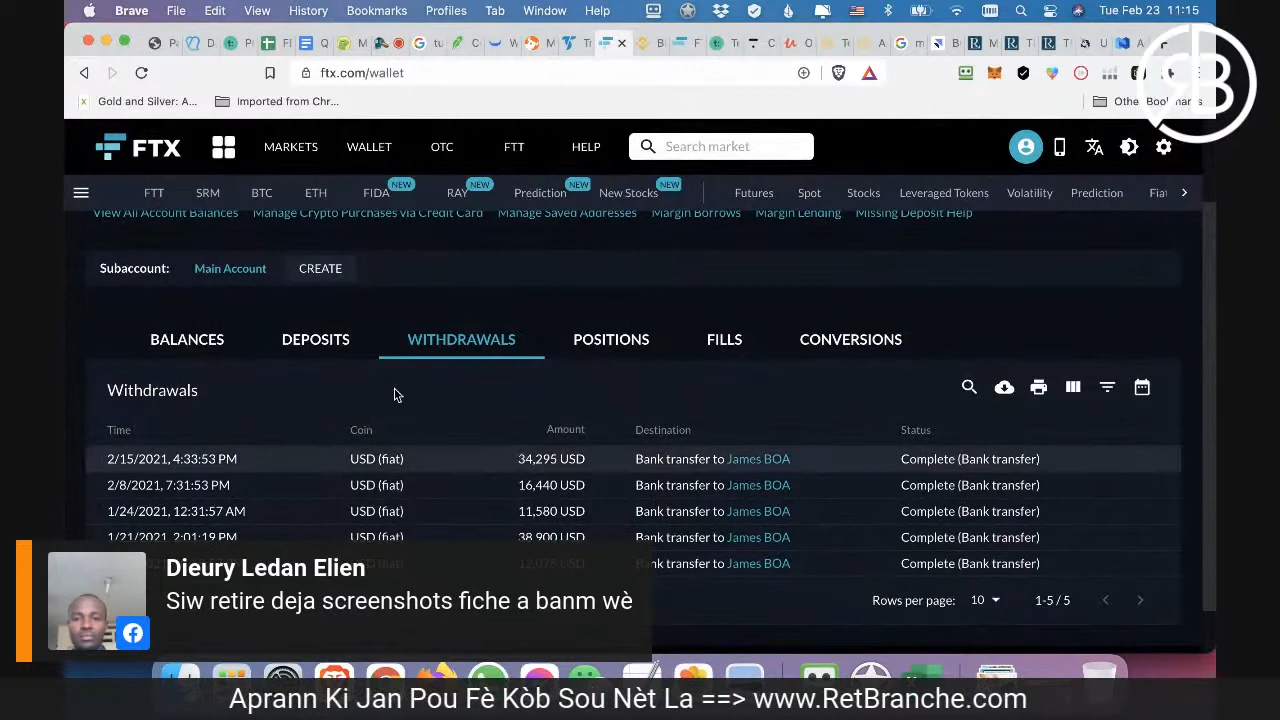 Brave File Edit View History Bookmarks Profiles Tab Window Help Tue Feb 23 11:15
ftx.com/wallet
Gold and Silver: A... Imported from Chr... Other Bookmarks
RB
FTX MARKETS WALLET OTC FTT HELP Search market
FTT SRM BTC ETH FIDA NEW RAY NEW Prediction NEW New Stocks NEW Futures Spot Stocks Leveraged Tokens Volatility Prediction Fiat
View All Account Balances Manage Crypto Purchases via Credit Card Manage Saved Addresses Margin Borrows Margin Lending Missing Deposit Help
Subaccount: Main Account CREATE
BALANCES DEPOSITS WITHDRAWALS POSITIONS FILLS CONVERSIONS
Withdrawals
Time Coin Amount Destination Status
2/15/2021, 4:33:53 PM USD (fiat) 34,295 USD Bank transfer to James BOA Complete (Bank transfer)
2/8/2021, 7:31:53 PM USD (fiat) 16,440 USD Bank transfer to James BOA Complete (Bank transfer)
1/24/2021, 12:31:57 AM USD (fiat) 11,580 USD Bank transfer to James BOA Complete (Bank transfer)
1/21/2021, 2:01:19 PM USD (fiat) 38,900 USD Bank transfer to James BOA Complete (Bank transfer)
USD Bank transfer to James BOA Complete (Bank transfer)
Rows per page: 10 1-5 / 5
Dieury Ledan Elien
Siw retire deja screenshots fiche a banm wè
Aprann Ki Jan Pou Fè Kòb Sou Nèt La ==> www.RetBranche.com